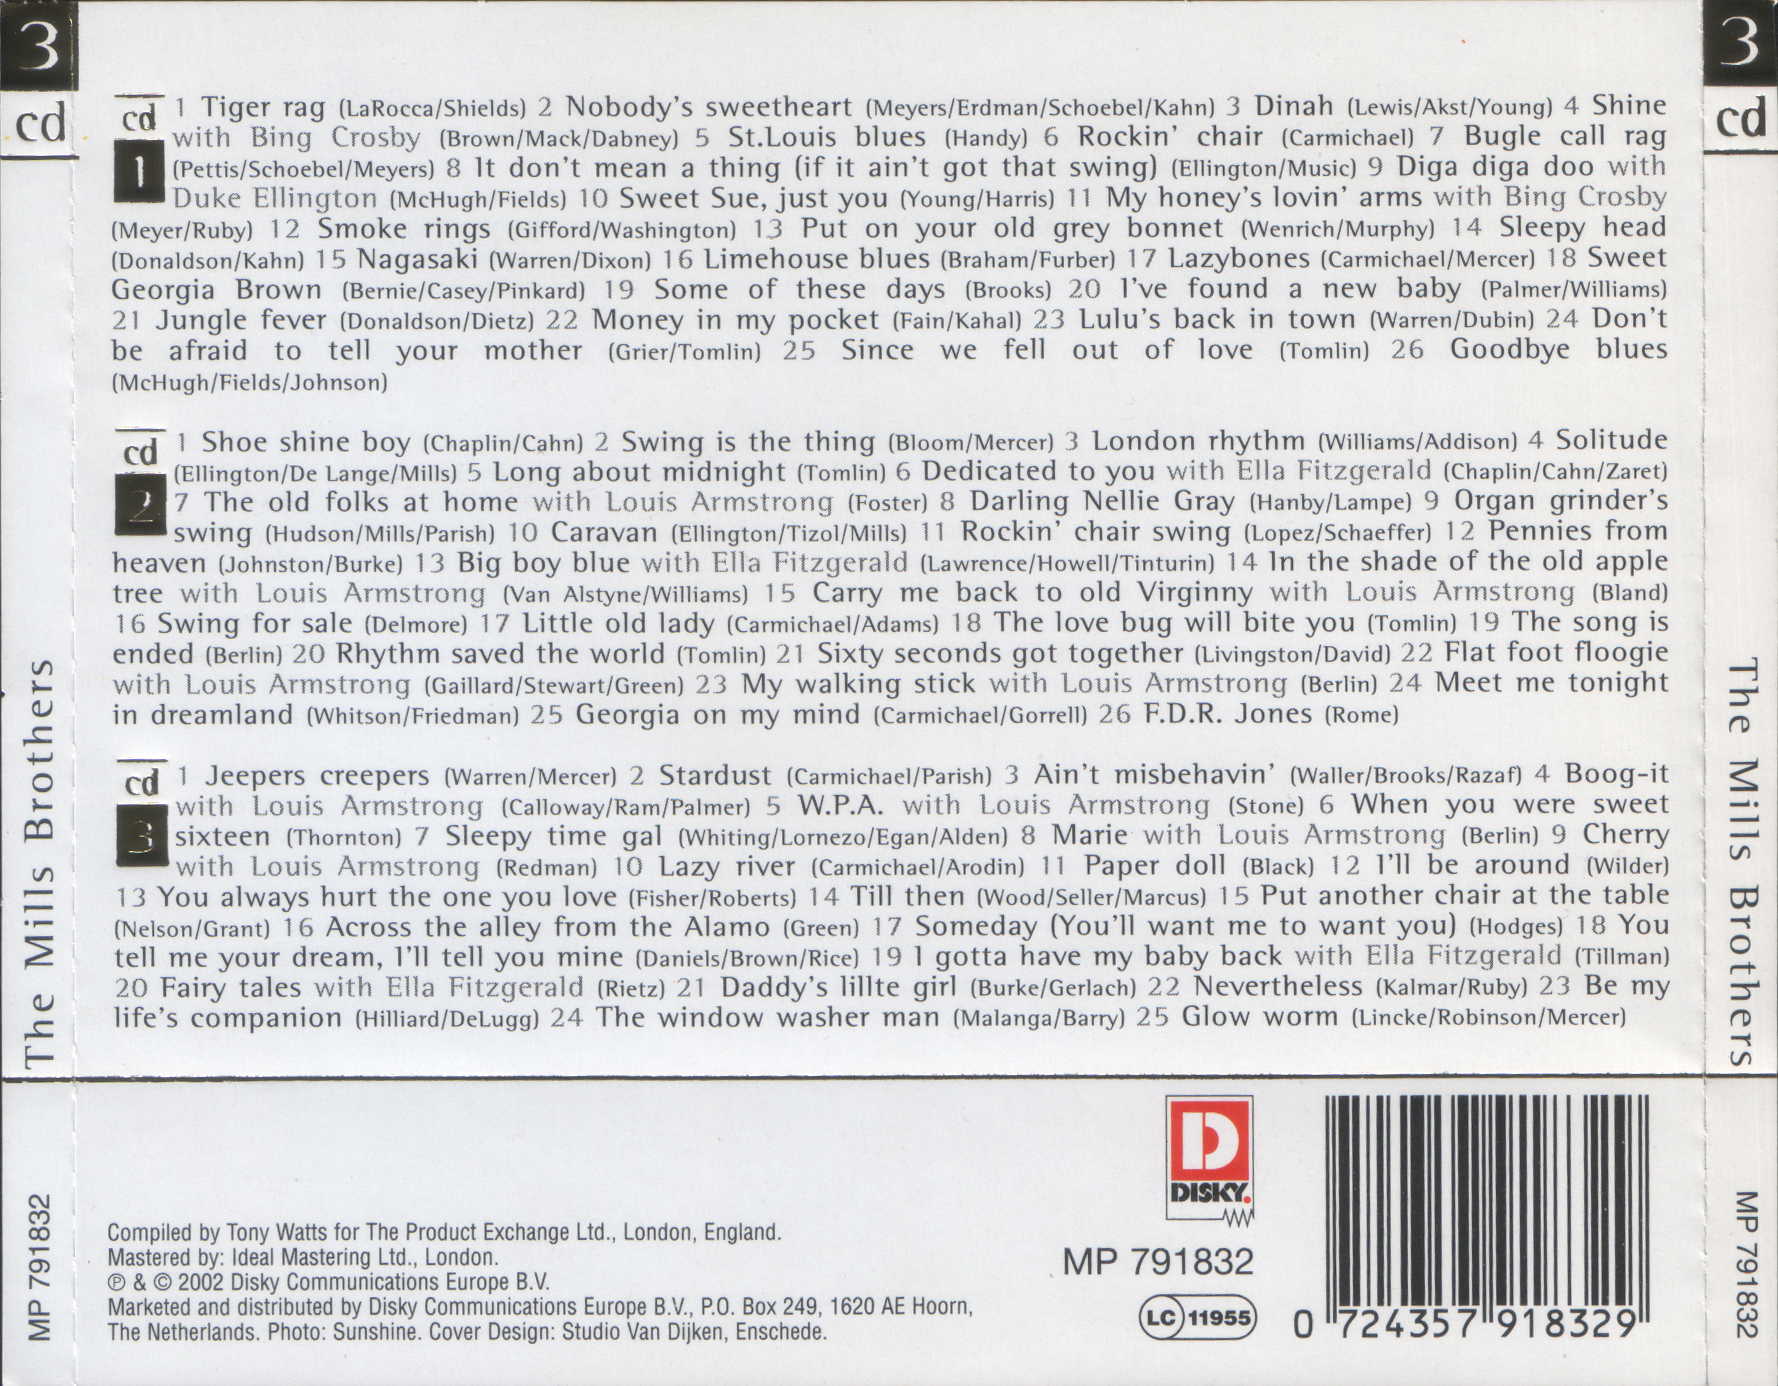 3
cd
The Mills Brothers
MP 791832
cd 1
1 Tiger rag (LaRocca/Shields) 2 Nobody's sweetheart (Meyers/Erdman/Schoebel/Kahn) 3 Dinah (Lewis/Akst/Young) 4 Shine
with Bing Crosby (Brown/Mack/Dabney) 5 St.Louis blues (Handy) 6 Rockin' chair (Carmichael) 7 Bugle call rag
(Pettis/Schoebel/Meyers) 8 It don't mean a thing (if it ain't got that swing) (Ellington/Music) 9 Diga diga doo with
Duke Ellington (McHugh/Fields) 10 Sweet Sue, just you (Young/Harris) 11 My honey's lovin' arms with Bing Crosby
(Meyer/Ruby) 12 Smoke rings (Gifford/Washington) 13 Put on your old grey bonnet (Wenrich/Murphy) 14 Sleepy head
(Donaldson/Kahn) 15 Nagasaki (Warren/Dixon) 16 Limehouse blues (Braham/Furber) 17 Lazybones (Carmichael/Mercer) 18 Sweet
Georgia Brown (Bernie/Casey/Pinkard) 19 Some of these days (Brooks) 20 I've found a new baby (Palmer/Williams)
21 Jungle fever (Donaldson/Dietz) 22 Money in my pocket (Fain/Kahal) 23 Lulu's back in town (Warren/Dubin) 24 Don't
be afraid to tell your mother (Grier/Tomlin) 25 Since we fell out of love (Tomlin) 26 Goodbye blues
(McHugh/Fields/Johnson)
cd 2
1 Shoe shine boy (Chaplin/Cahn) 2 Swing is the thing (Bloom/Mercer) 3 London rhythm (Williams/Addison) 4 Solitude
(Ellington/De Lange/Mills) 5 Long about midnight (Tomlin) 6 Dedicated to you with Ella Fitzgerald (Chaplin/Cahn/Zaret)
7 The old folks at home with Louis Armstrong (Foster) 8 Darling Nellie Gray (Hanby/Lampe) 9 Organ grinder's
swing (Hudson/Mills/Parish) 10 Caravan (Ellington/Tizol/Mills) 11 Rockin' chair swing (Lopez/Schaeffer) 12 Pennies from
heaven (Johnston/Burke) 13 Big boy blue with Ella Fitzgerald (Lawrence/Howell/Tinturin) 14 In the shade of the old apple
tree with Louis Armstrong (Van Alstyne/Williams) 15 Carry me back to old Virginny with Louis Armstrong (Bland)
16 Swing for sale (Delmore) 17 Little old lady (Carmichael/Adams) 18 The love bug will bite you (Tomlin) 19 The song is
ended (Berlin) 20 Rhythm saved the world (Tomlin) 21 Sixty seconds got together (Livingston/David) 22 Flat foot floogie
with Louis Armstrong (Gaillard/Stewart/Green) 23 My walking stick with Louis Armstrong (Berlin) 24 Meet me tonight
in dreamland (Whitson/Friedman) 25 Georgia on my mind (Carmichael/Gorrell) 26 F.D.R. Jones (Rome)
cd 3
1 Jeepers creepers (Warren/Mercer) 2 Stardust (Carmichael/Parish) 3 Ain't misbehavin' (Waller/Brooks/Razaf) 4 Boog-it
with Louis Armstrong (Calloway/Ram/Palmer) 5 W.P.A. with Louis Armstrong (Stone) 6 When you were sweet
sixteen (Thornton) 7 Sleepy time gal (Whiting/Lornezo/Egan/Alden) 8 Marie with Louis Armstrong (Berlin) 9 Cherry
with Louis Armstrong (Redman) 10 Lazy river (Carmichael/Arodin) 11 Paper doll (Black) 12 I'll be around (Wilder)
13 You always hurt the one you love (Fisher/Roberts) 14 Till then (Wood/Seller/Marcus) 15 Put another chair at the table
(Nelson/Grant) 16 Across the alley from the Alamo (Green) 17 Someday (You'll want me to want you) (Hodges) 18 You
tell me your dream, I'll tell you mine (Daniels/Brown/Rice) 19 I gotta have my baby back with Ella Fitzgerald (Tillman)
20 Fairy tales with Ella Fitzgerald (Rietz) 21 Daddy's lillte girl (Burke/Gerlach) 22 Nevertheless (Kalmar/Ruby) 23 Be my
life's companion (Hilliard/DeLugg) 24 The window washer man (Malanga/Barry) 25 Glow worm (Lincke/Robinson/Mercer)
Compiled by Tony Watts for The Product Exchange Ltd., London, England.
Mastered by: Ideal Mastering Ltd., London.
℗ & © 2002 Disky Communications Europe B.V.
Marketed and distributed by Disky Communications Europe B.V., P.O. Box 249, 1620 AE Hoorn,
The Netherlands. Photo: Sunshine. Cover Design: Studio Van Dijken, Enschede.
D
DISKY.
MP 791832
LC 11955
0 724357 918329
3
cd
The Mills Brothers
MP 791832